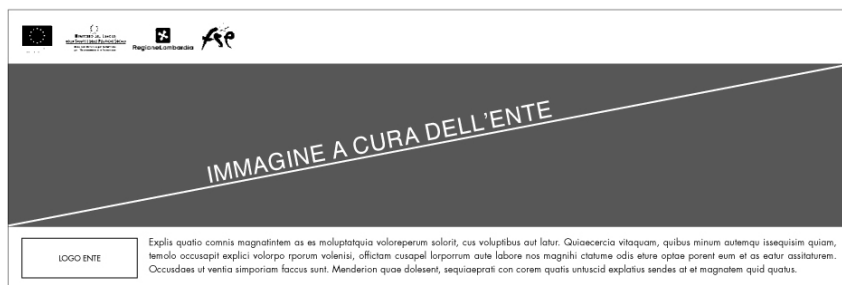 RegioneLombardia
fse
IMMAGINE A CURA DELL'ENTE
LOGO ENTE
Explis quatio comnis magnatintem as es moluptatquia voloreperum solorit, cus voluptibus aut latur. Quiaecercia vitaquam, quibus minum autemqu issequisim quiam,
temolo occusapit explici volorpo rporum volenisi, offictam cusapel lorporrum aute labore nos magnihi ctatume odis eture optae porent eum et as eatur assitaturem.
Occusdaes ut ventia simporiam faccus sunt. Menderion quae dolesent, sequiaeprati con corem quatis untuscid explatius sendes at et magnatem quid quatus.